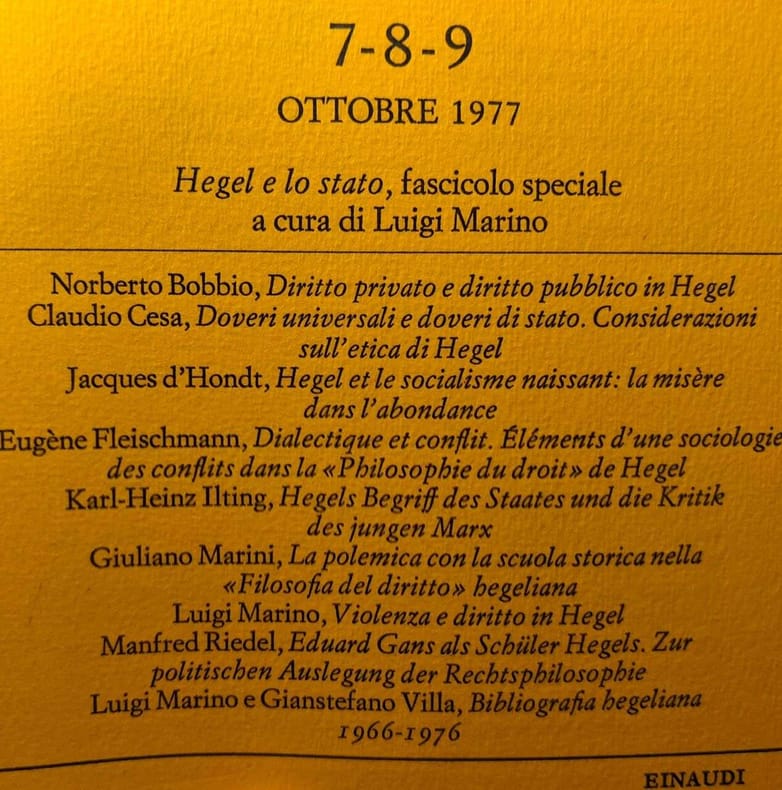 7-8-9
OTTOBRE 1977
Hegel e lo stato, fascicolo speciale
a cura di Luigi Marino
Norberto Bobbio, Diritto privato e diritto pubblico in Hegel
Claudio Cesa, Doveri universali e doveri di stato. Considerazioni
sull'etica di Hegel
Jacques d'Hondt, Hegel et le socialisme naissant: la misère
dans l'abondance
Eugène Fleischmann, Dialectique et conflit. Éléments d'une sociologie
des conflits dans la «Philosophie du droit» de Hegel
Karl-Heinz Ilting, Hegels Begriff des Staates und die Kritik
des jungen Marx
Giuliano Marini, La polemica con la scuola storica nella
«Filosofia del diritto» hegeliana
Luigi Marino, Violenza e diritto in Hegel
Manfred Riedel, Eduard Gans als Schüler Hegels. Zur
politischen Auslegung der Rechtsphilosophie
Luigi Marino e Gianstefano Villa, Bibliografia hegeliana
1966-1976
EINAUDI